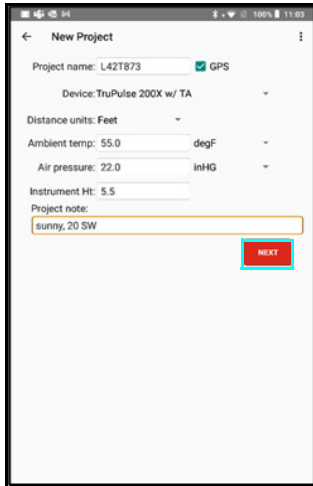 100% 11:03
← New Project
Project name: L42T873 GPS
Device: TruPulse 200X w/ TA
Distance units: Feet
Ambient temp: 55.0 degF
Air pressure: 22.0 inHG
Instrument Ht: 5.5
Project note:
sunny, 20 SW
NEXT